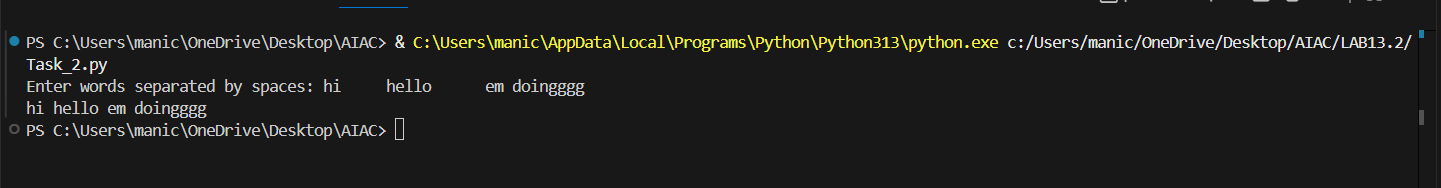 PS C:\Users\manic\OneDrive\Desktop\AIAC> & C:\Users\manic\AppData\Local\Programs\Python\Python313\python.exe c:/Users/manic/OneDrive/Desktop/AIAC/LAB13.2/
Task_2.py
Enter words separated by spaces: hi     hello      em doingggg
hi hello em doingggg
PS C:\Users\manic\OneDrive\Desktop\AIAC>